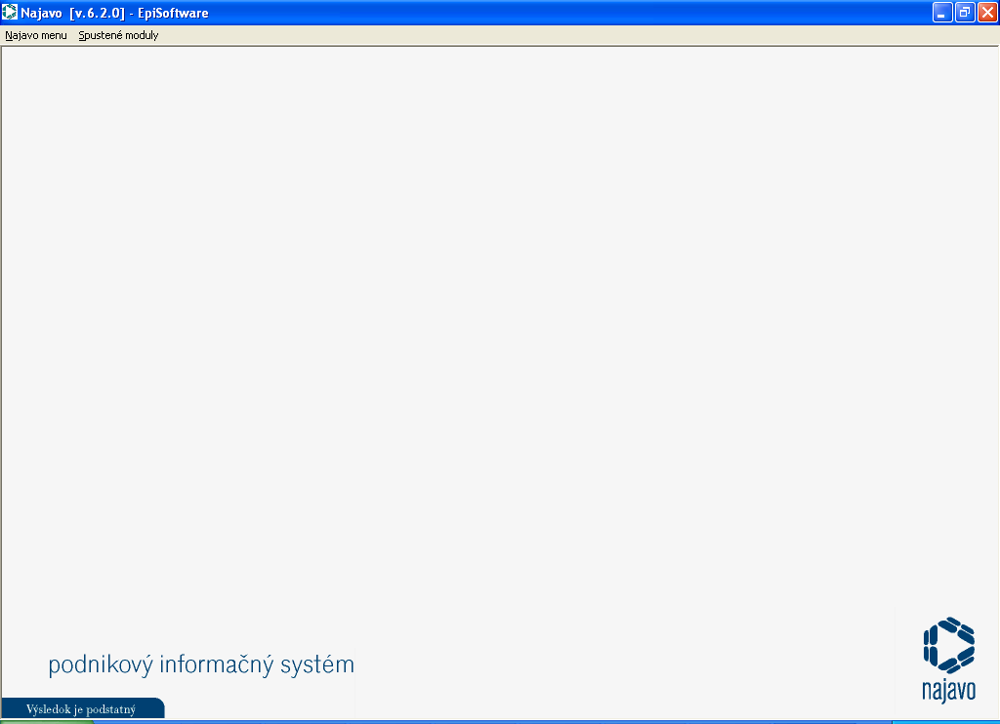 Najavo [v.6.2.0] - EpiSoftware
Najavo menu Spustené moduly
podnikový informačný systém
najavo
Výsledok je podstatný